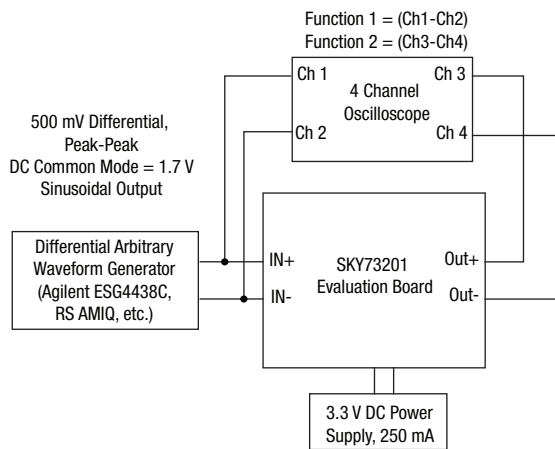 Function 1 = (Ch1-Ch2)
Function 2 = (Ch3-Ch4)
Ch 1
Ch 3
4 Channel
Oscilloscope
Ch 2
Ch 4
500 mV Differential,
Peak-Peak
DC Common Mode = 1.7 V
Sinusoidal Output
Differential Arbitrary
Waveform Generator
(Agilent ESG4438C,
RS AMIQ, etc.)
IN+
IN-
SKY73201
Evaluation Board
Out+
Out-
3.3 V DC Power
Supply, 250 mA